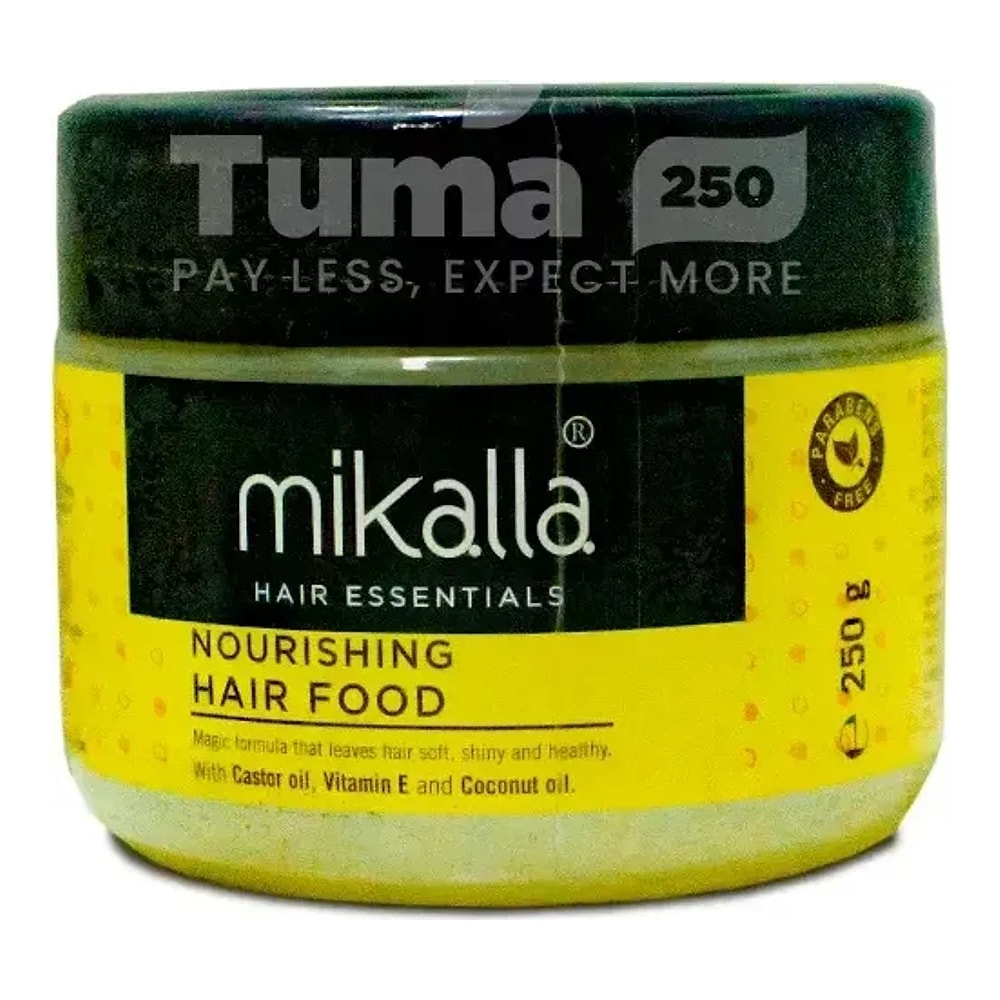 Tuma 250
PAY LESS, EXPECT MORE
mikalla®
HAIR ESSENTIALS
NOURISHING
HAIR FOOD
Magic formula that leaves hair soft, shiny and healthy.
With Castor oil, Vitamin E and Coconut oil.
PARABENS FREE
250 g e